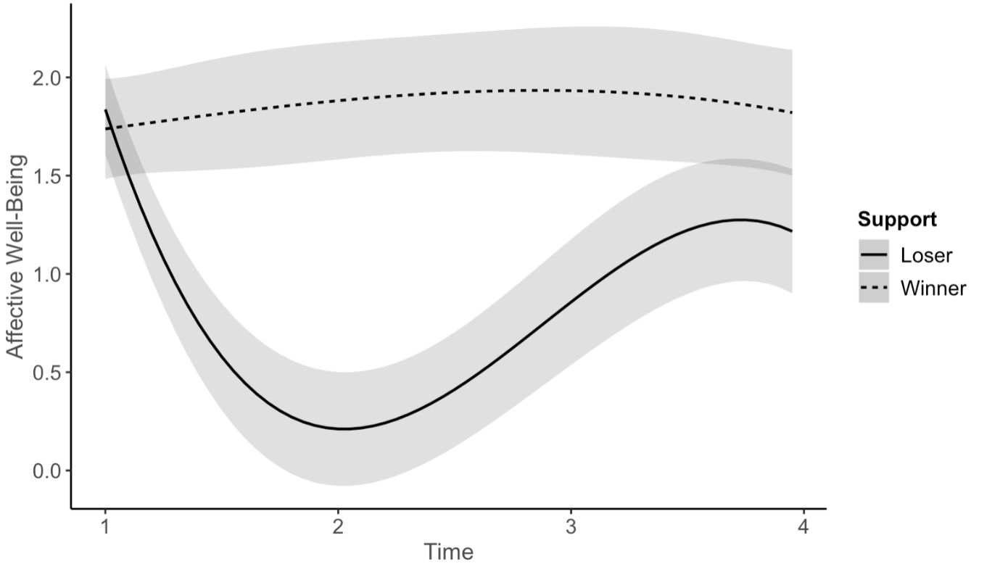 2.0
1.5
1.0
0.5
0.0
Affective Well-Being
1 2 3 4
Time
Support
Loser
Winner